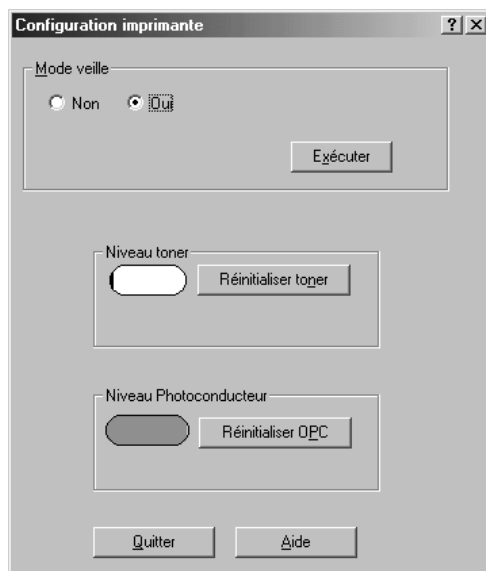 Configuration imprimante
Mode veille
Non Oui
Exécuter
Niveau toner
Réinitialiser toner
Niveau Photoconducteur
Réinitialiser OPC
Quitter Aide